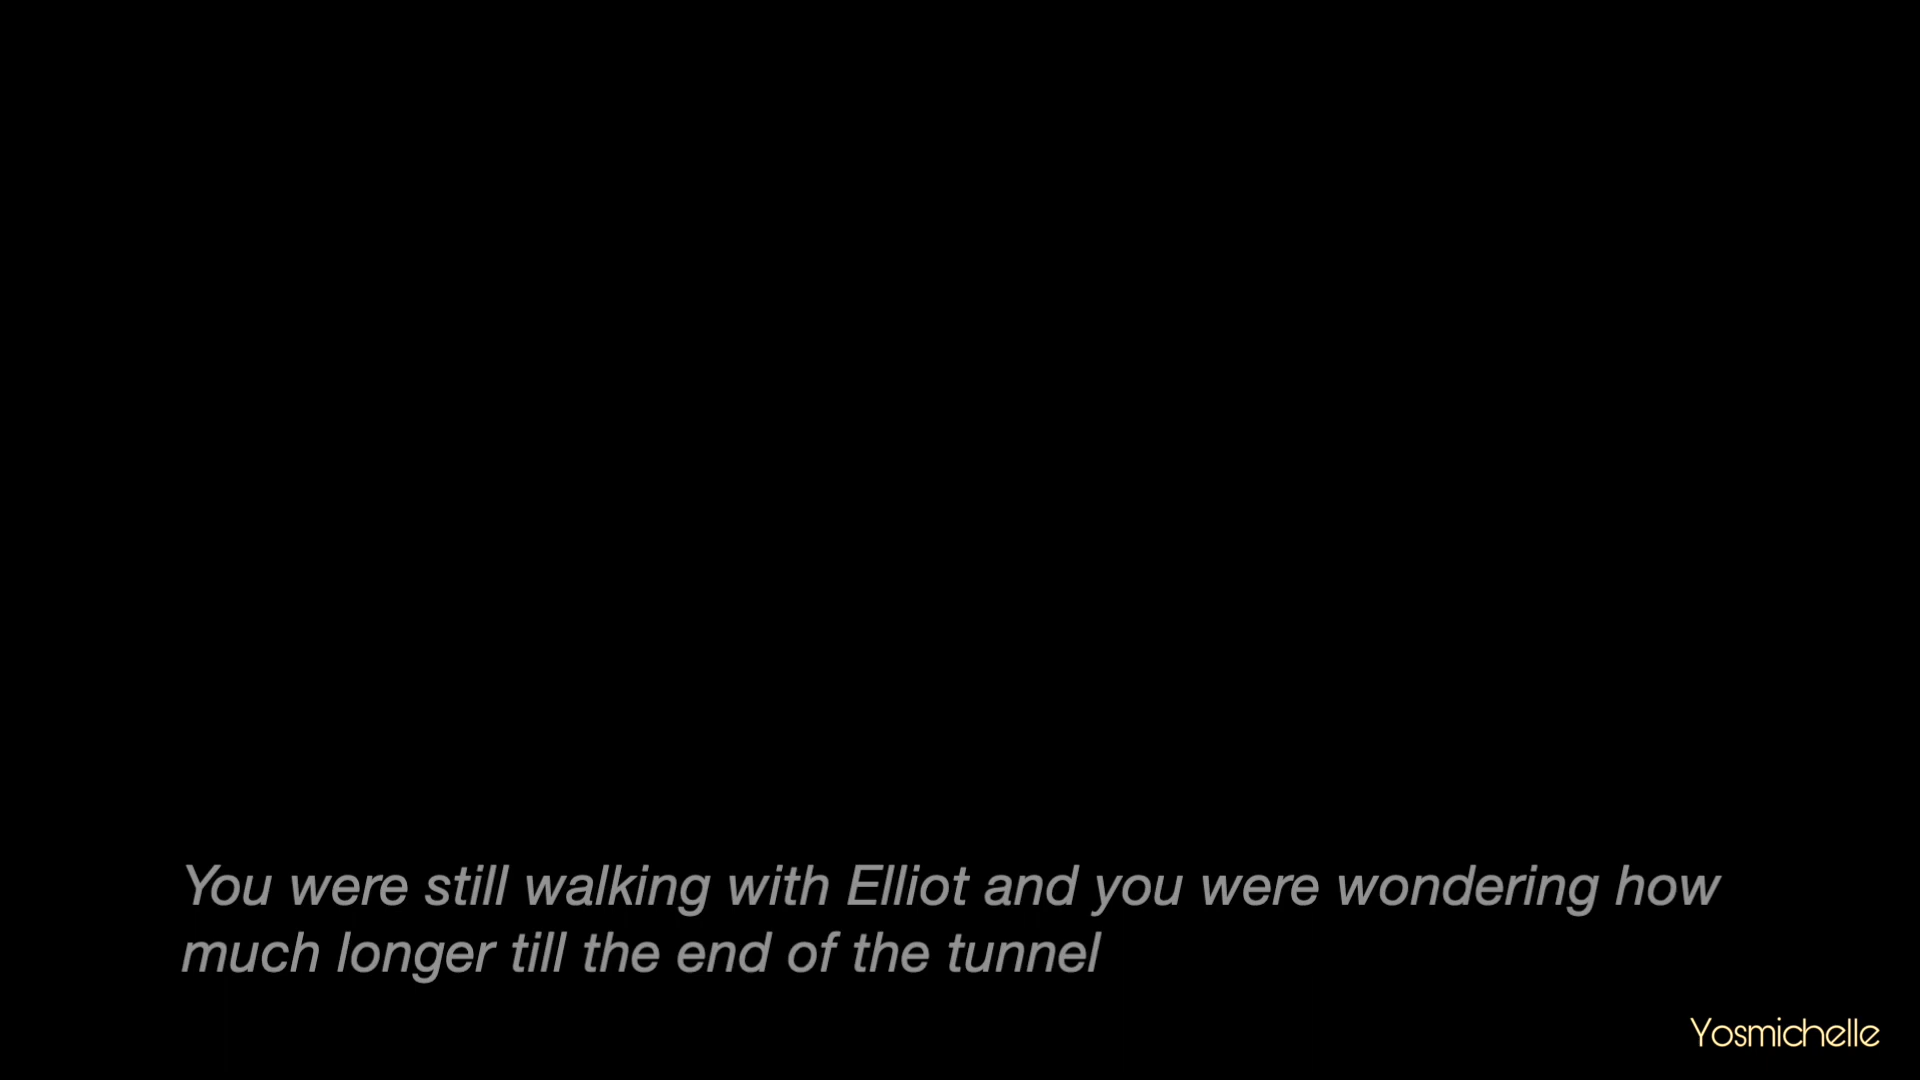 You were still walking with Elliot and you were wondering how
much longer till the end of the tunnel
Yosmichelle